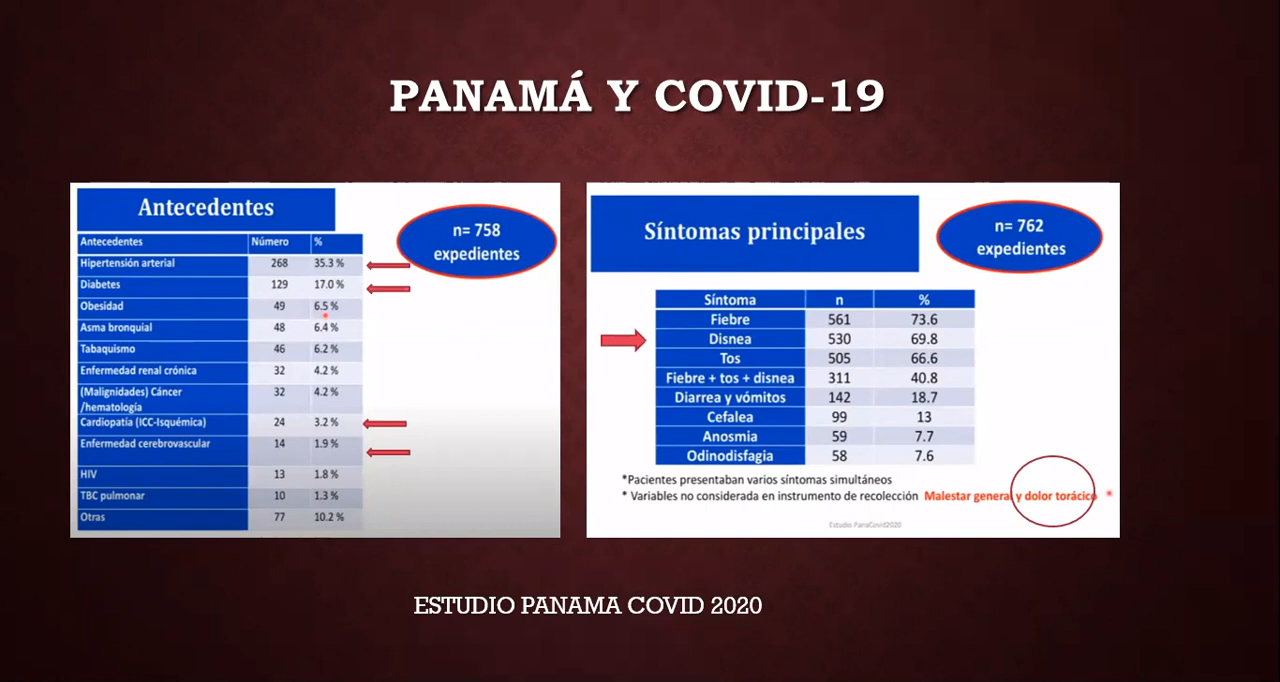 PANAMÁ Y COVID-19
Antecedentes
n= 758
expedientes
Antecedentes Número %
Hipertensión arterial 268 35.3 %
Diabetes 129 17.0 %
Obesidad 49 6.5 %
Asma bronquial 48 6.4 %
Tabaquismo 46 6.2 %
Enfermedad renal crónica 32 4.2 %
(Malignidades) Cáncer 32 4.2 %
/hematología
Cardiopatía (ICC-Isquémica) 24 3.2 %
Enfermedad cerebrovascular 14 1.9 %
HIV 13 1.8 %
TBC pulmonar 10 1.3 %
Otras 77 10.2 %
Síntomas principales
n= 762
expedientes
Síntoma n %
Fiebre 561 73.6
Disnea 530 69.8
Tos 505 66.6
Fiebre + tos + disnea 311 40.8
Diarrea y vómitos 142 18.7
Cefalea 99 13
Anosmia 59 7.7
Odinodisfagia 58 7.6
*Pacientes presentaban varios síntomas simultáneos
* Variables no considerada en instrumento de recolección Malestar general y dolor torácico
Estudio PanaCovid2020
ESTUDIO PANAMA COVID 2020